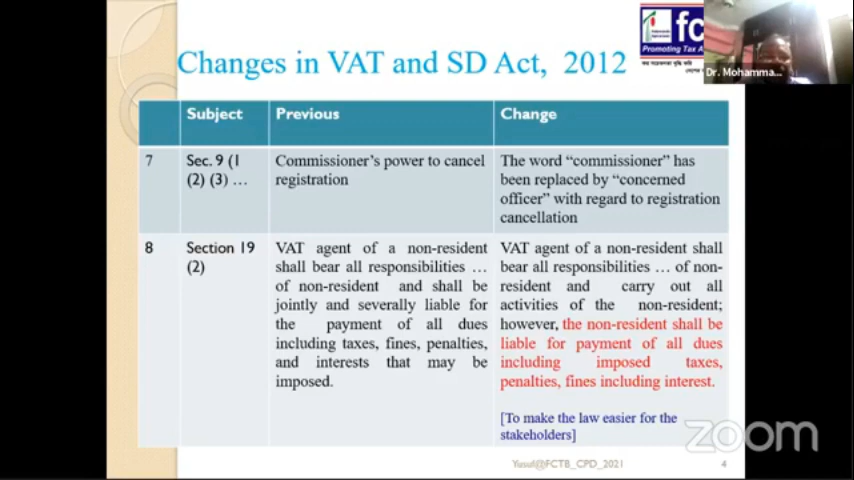 fc
Promoting Tax A
Dr. Mohamma...
Changes in VAT and SD Act, 2012
Subject
Previous
Change
7
Sec. 9 (1
(2) (3) …
Commissioner's power to cancel
registration
The word “commissioner” has
been replaced by “concerned
officer” with regard to registration
cancellation
8
Section 19
(2)
VAT agent of a non-resident
shall bear all responsibilities …
of non-resident and shall be
jointly and severally liable for
the payment of all dues
including taxes, fines, penalties,
and interests that may be
imposed.
VAT agent of a non-resident shall
bear all responsibilities … of non-
resident and carry out all
activities of the non-resident;
however, the non-resident shall be
liable for payment of all dues
including imposed taxes,
penalties, fines including interest.
[To make the law easier for the
stakeholders]
zoom
Yusuf@FCTB_CPD_2021
4